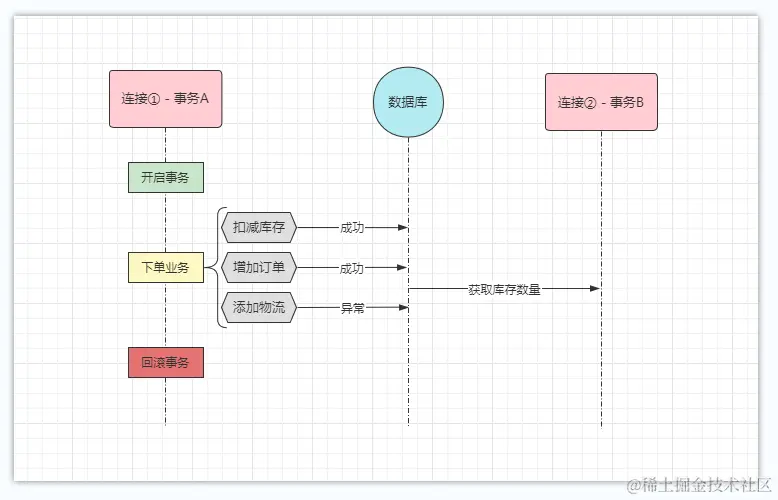 连接① - 事务A
数据库
连接② - 事务B
开启事务
扣减库存
成功
下单业务
增加订单
成功
获取库存数量
添加物流
异常
回滚事务
@稀土掘金技术社区